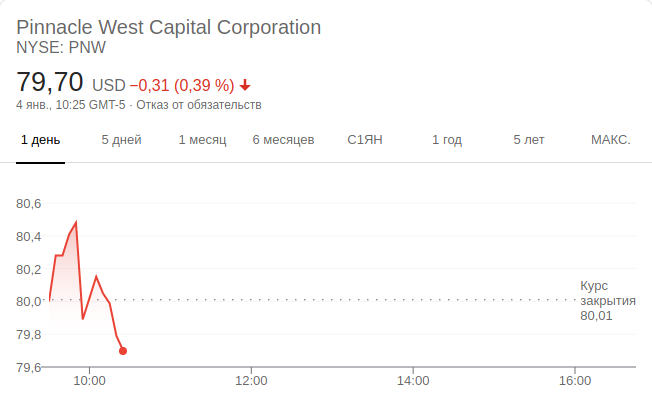 Pinnacle West Capital Corporation
NYSE: PNW
79,70 USD −0,31 (0,39 %)
4 янв., 10:25 GMT-5 · Отказ от обязательств
1 день 5 дней 1 месяц 6 месяцев С1ЯН 1 год 5 лет МАКС.
80,6
80,4
80,2
80,0
79,8
79,6
Курс
закрытия
80,01
10:00 12:00 14:00 16:00